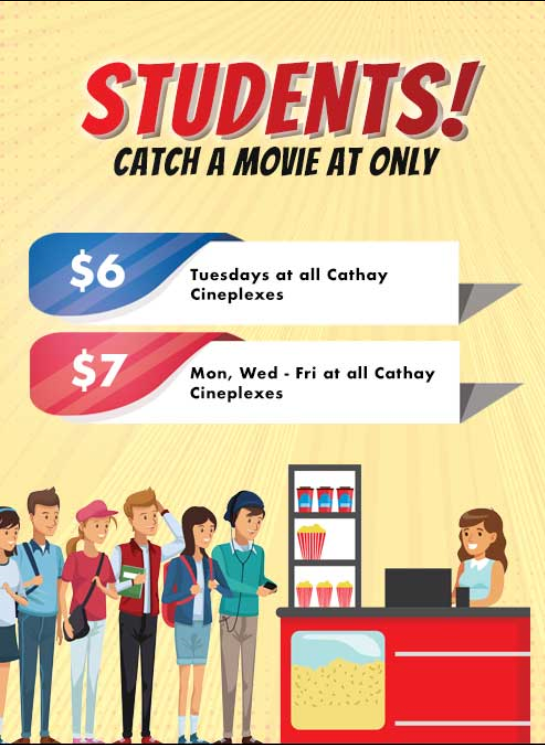 STUDENTS!
CATCH A MOVIE AT ONLY
$6
Tuesdays at all Cathay
Cineplexes
$7
Mon, Wed - Fri at all Cathay
Cineplexes